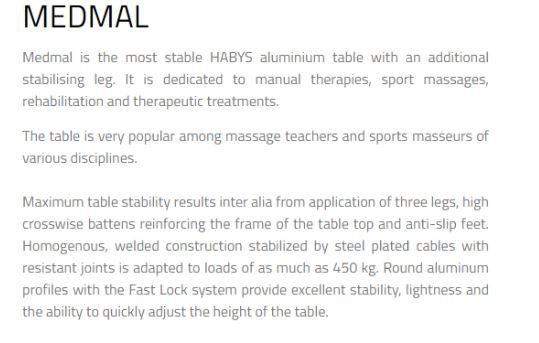 MEDMAL
Medmal is the most stable HABYS aluminium table with an additional
stabilising leg. It is dedicated to manual therapies, sport massages,
rehabilitation and therapeutic treatments.
The table is very popular among massage teachers and sports masseurs of
various disciplines.
Maximum table stability results inter alia from application of three legs, high
crosswise battens reinforcing the frame of the table top and anti-slip feet.
Homogenous, welded construction stabilized by steel plated cables with
resistant joints is adapted to loads of as much as 450 kg. Round aluminum
profiles with the Fast Lock system provide excellent stability, lightness and
the ability to quickly adjust the height of the table.